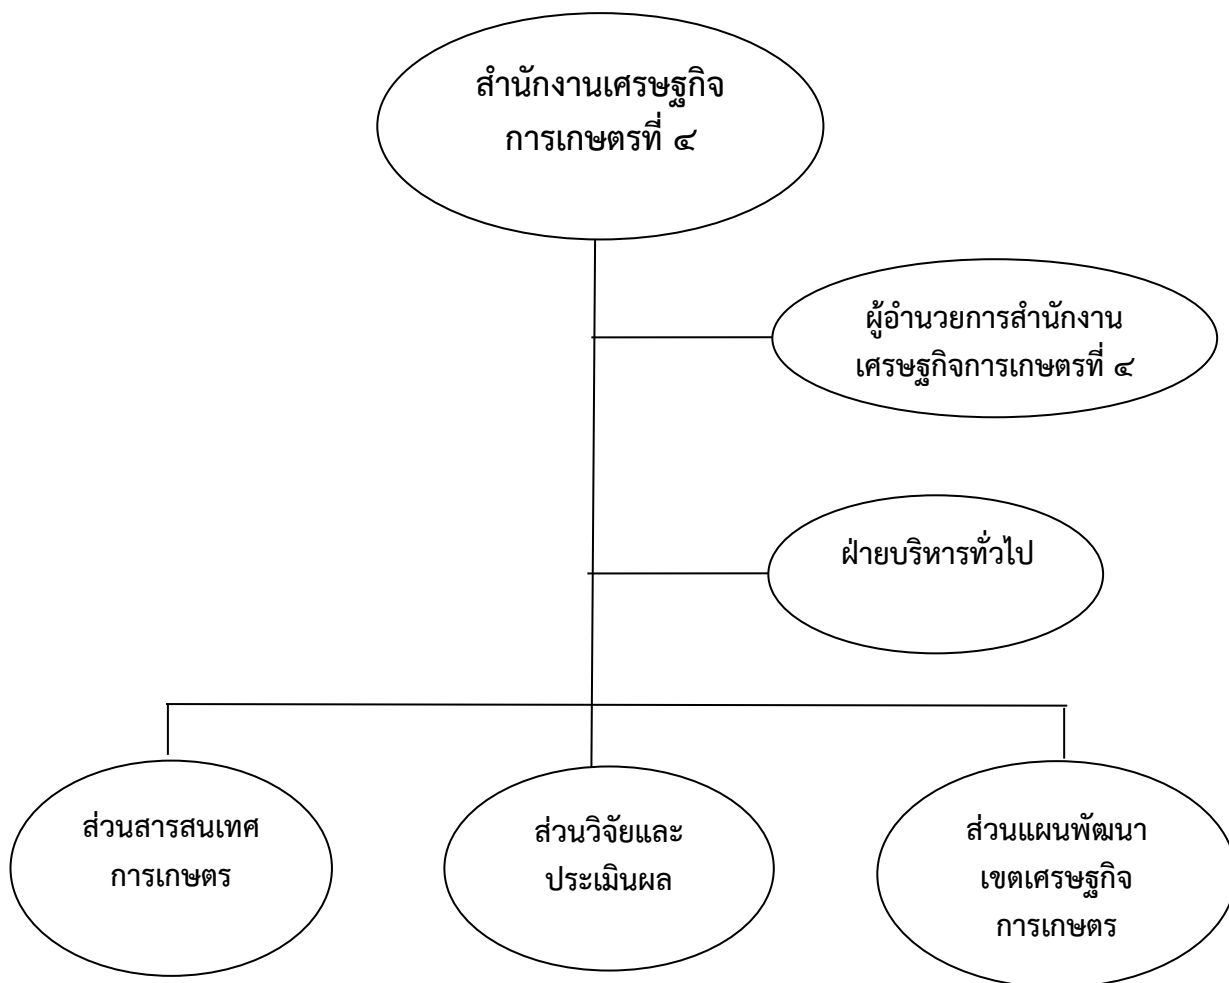 สำนักงานเศรษฐกิจ
การเกษตรที่ ๔
ผู้อำนวยการสำนักงาน
เศรษฐกิจการเกษตรที่ ๔
ฝ่ายบริหารทั่วไป
ส่วนสารสนเทศ
การเกษตร
ส่วนวิจัยและ
ประเมินผล
ส่วนแผนพัฒนา
เขตเศรษฐกิจ
การเกษตร